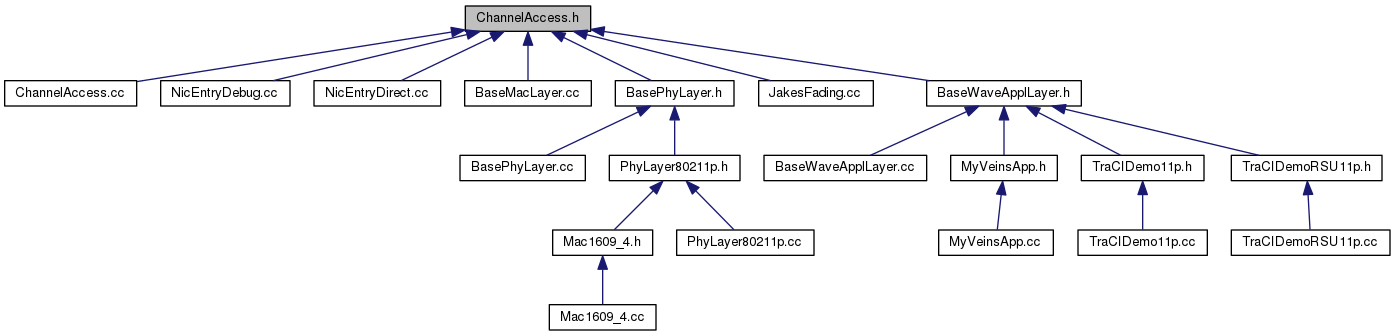 ChannelAccess.h
ChannelAccess.cc
NicEntryDebug.cc
NicEntryDirect.cc
BaseMacLayer.cc
BasePhyLayer.h
JakesFading.cc
BaseWaveApplLayer.h
BasePhyLayer.cc
PhyLayer80211p.h
BaseWaveApplLayer.cc
MyVeinsApp.h
TraCIDemo11p.h
TraCIDemoRSU11p.h
Mac1609_4.h
PhyLayer80211p.cc
MyVeinsApp.cc
TraCIDemo11p.cc
TraCIDemoRSU11p.cc
Mac1609_4.cc